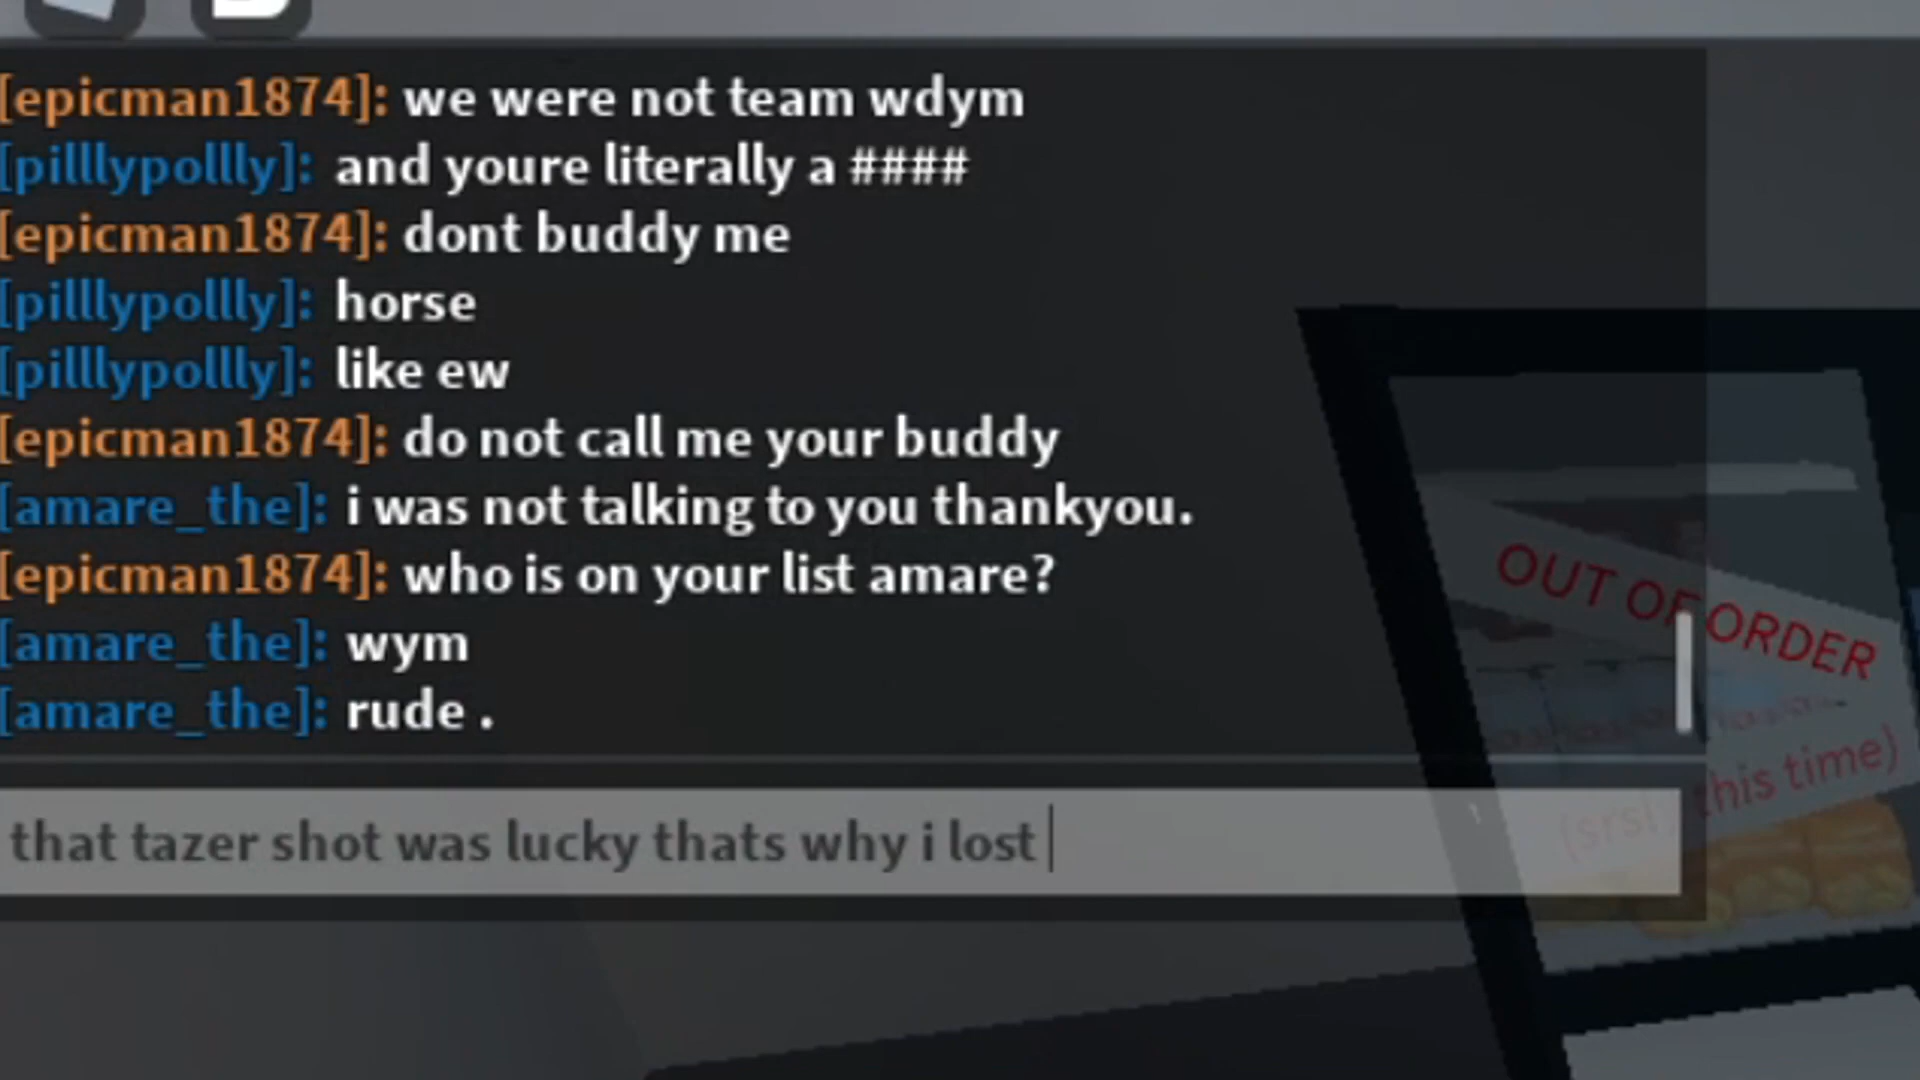 [epicman1874]: we were not team wdym
[pilllypollly]: and youre literally a ####
[epicman1874]: dont buddy me
[pilllypollly]: horse
[pilllypollly]: like ew
[epicman1874]: do not call me your buddy
[amare_the]: i was not talking to you thankyou.
[epicman1874]: who is on your list amare?
[amare_the]: wym
[amare_the]: rude .
that tazer shot was lucky thats why i lost
OUT OF ORDER
this time)